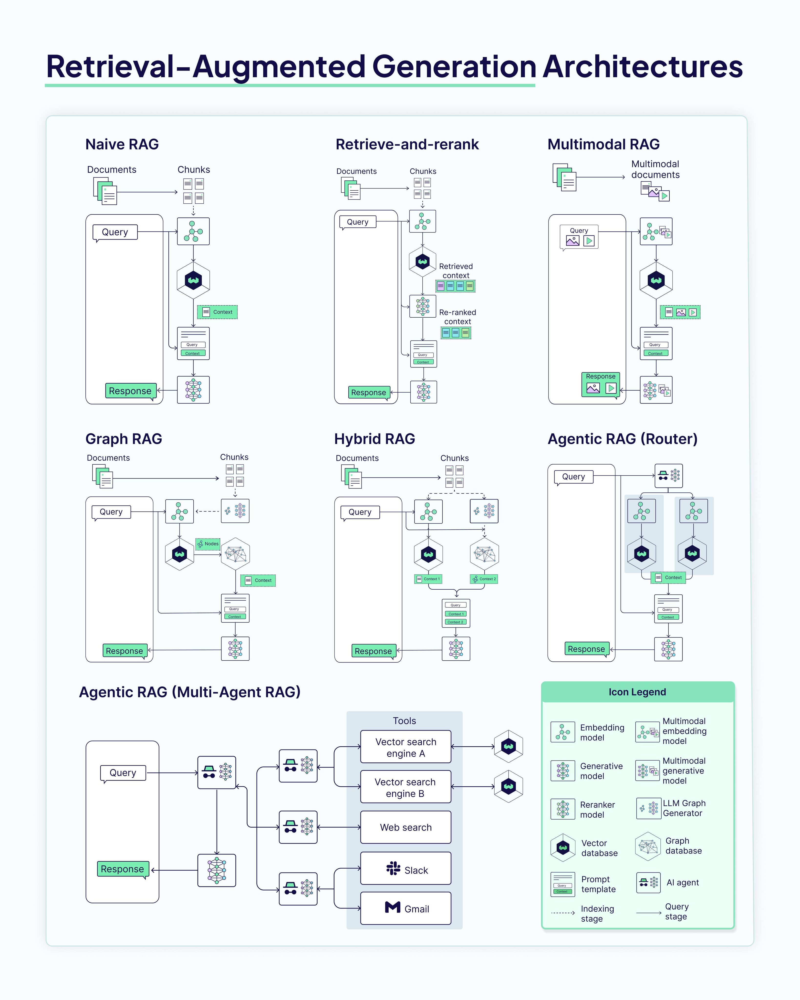 Retrieval-Augmented Generation Architectures
Naive RAG
Documents
Chunks
Query
Context
Query
Context
Response
Retrieve-and-rerank
Documents
Chunks
Query
Retrieved
context
Re-ranked
context
Query
Context
Response
Multimodal RAG
Multimodal
documents
Query
Query
Context
Response
Graph RAG
Documents
Chunks
Query
Nodes
Context
Query
Context
Response
Hybrid RAG
Documents
Chunks
Query
Context 1
Context 2
Query
Context 1
Context 2
Response
Agentic RAG (Router)
Query
Context
Query
Context
Response
Agentic RAG (Multi-Agent RAG)
Query
Response
Tools
Vector search
engine A
Vector search
engine B
Web search
Slack
Gmail
Icon Legend
Embedding
model
Multimodal
embedding
model
Generative
model
Multimodal
generative
model
Reranker
model
LLM Graph
Generator
Vector
database
Graph
database
Query
Context
Prompt
template
AI agent
Indexing
stage
Query
stage